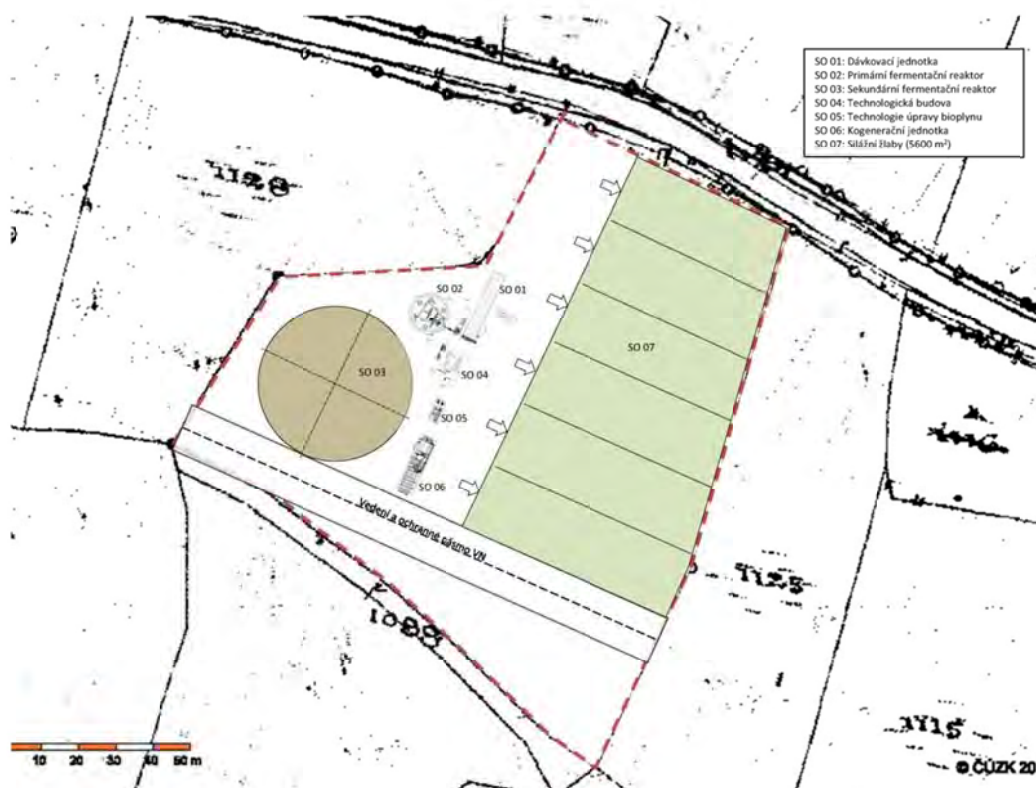 SO 01: Dávkovací jednotka
SO 02: Primární fermentační reaktor
SO 03: Sekundární fermentační reaktor
SO 04: Technologická budova
SO 05: Technologie úpravy bioplynu
SO 06: Kogenerační jednotka
SO 07: Silážní žlaby (5600 m²)
SO 02
SO 01
SO 07
SO 03
SO 04
SO 05
SO 06
Vedení a ochranné pásmo VN
10 20 30 40 50 m
© ČÚZK 20